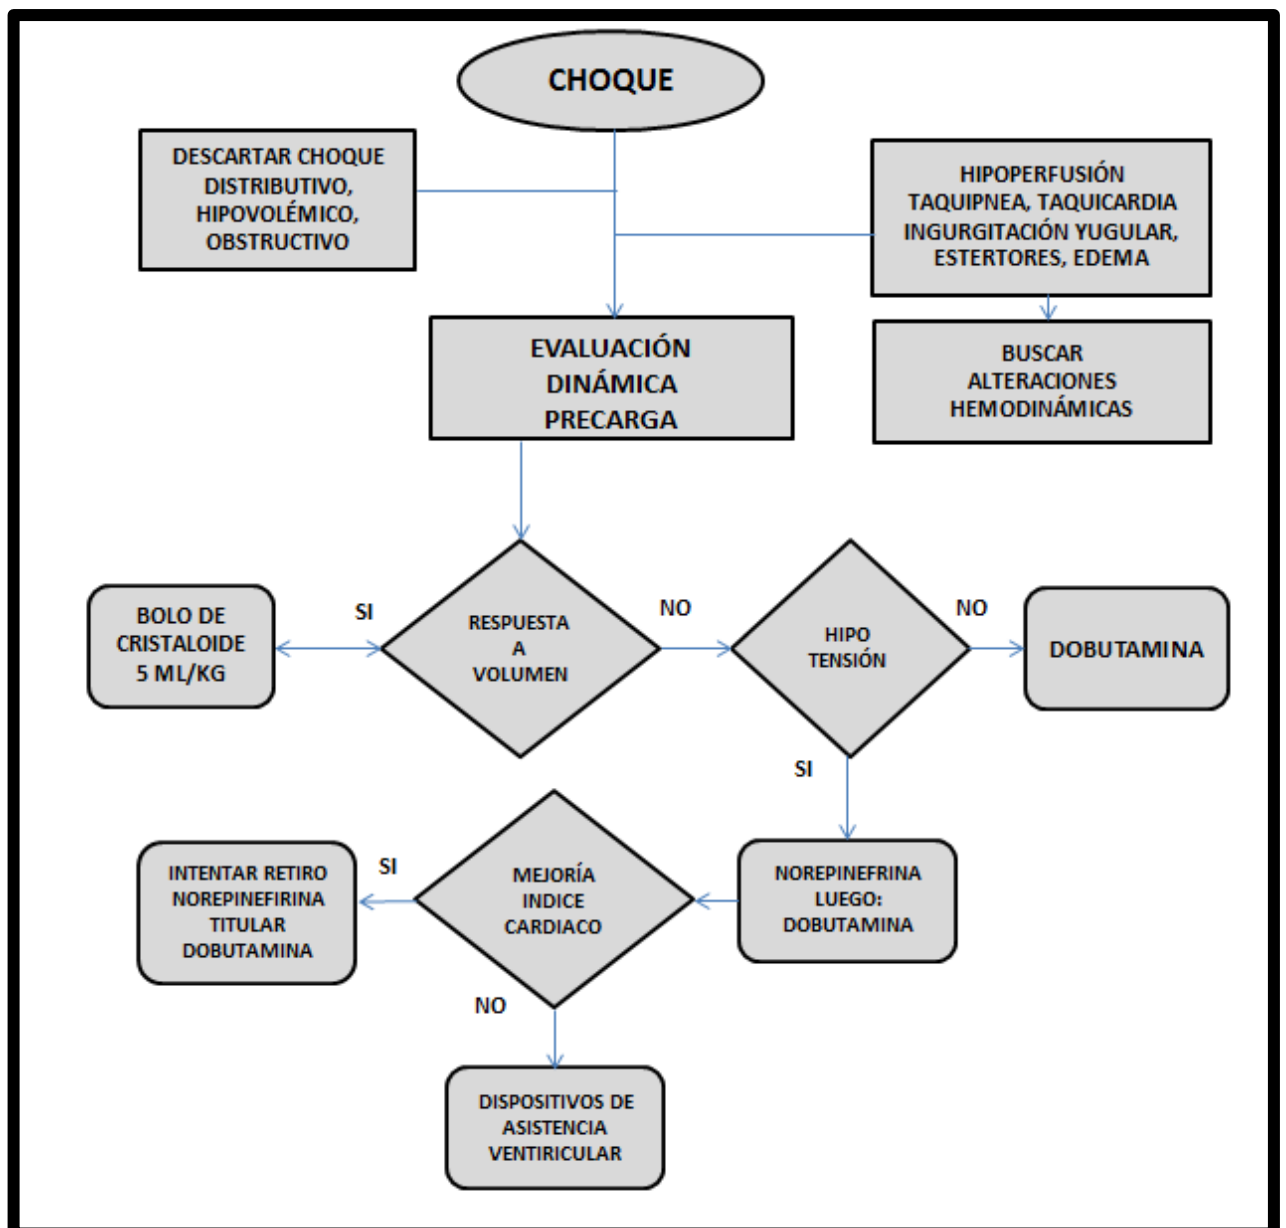 CHOQUE
DESCARTAR CHOQUE
DISTRIBUTIVO,
HIPOVOLÉMICO,
OBSTRUCTIVO
HIPOPERFUSIÓN
TAQUIPNEA, TAQUICARDIA
INGURGITACIÓN YUGULAR,
ESTERTORES, EDEMA
BUSCAR
ALTERACIONES
HEMODINÁMICAS
EVALUACIÓN
DINÁMICA
PRECARGA
BOLO DE
CRISTALOIDE
5 ML/KG
SI
RESPUESTA
A
VOLUMEN
NO
HIPO
TENSIÓN
NO
DOBUTAMINA
SI
INTENTAR RETIRO
NOREPINEFIRINA
TITULAR
DOBUTAMINA
SI
MEJORÍA
INDICE
CARDIACO
NOREPINEFRINA
LUEGO:
DOBUTAMINA
NO
DISPOSITIVOS DE
ASISTENCIA
VENTIRICULAR